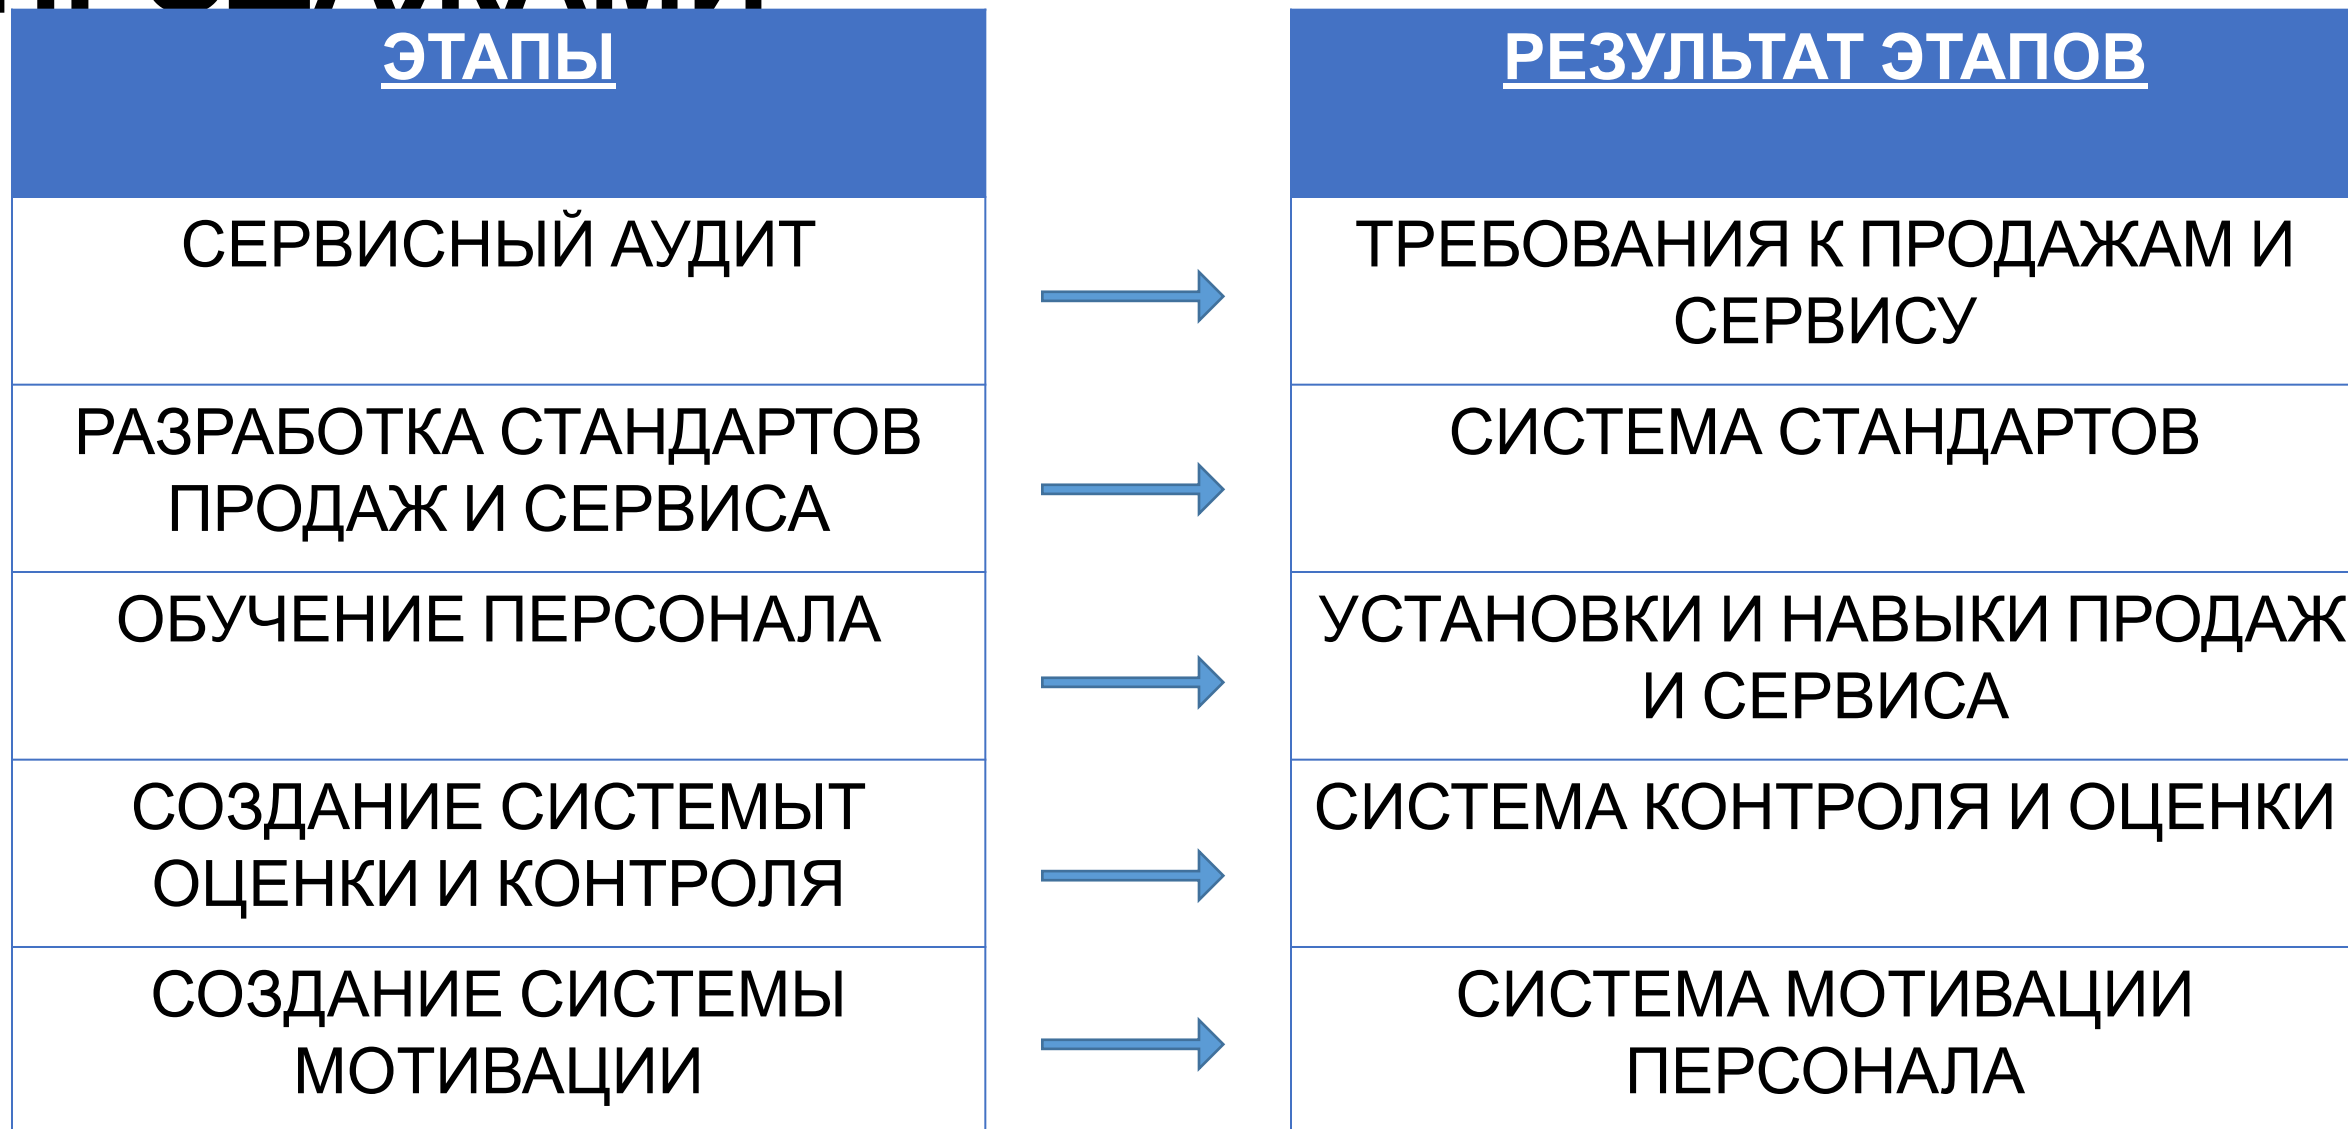 ЭТАПЫ
СЕРВИСНЫЙ АУДИТ
РАЗРАБОТКА СТАНДАРТОВ
ПРОДАЖ И СЕРВИСА
ОБУЧЕНИЕ ПЕРСОНАЛА
СОЗДАНИЕ СИСТЕМЫТ
ОЦЕНКИ И КОНТРОЛЯ
СОЗДАНИЕ СИСТЕМЫ
МОТИВАЦИИ
РЕЗУЛЬТАТ ЭТАПОВ
ТРЕБОВАНИЯ К ПРОДАЖАМ И
СЕРВИСУ
СИСТЕМА СТАНДАРТОВ
УСТАНОВКИ И НАВЫКИ ПРОДАЖ
И СЕРВИСА
СИСТЕМА КОНТРОЛЯ И ОЦЕНКИ
СИСТЕМА МОТИВАЦИИ
ПЕРСОНАЛА